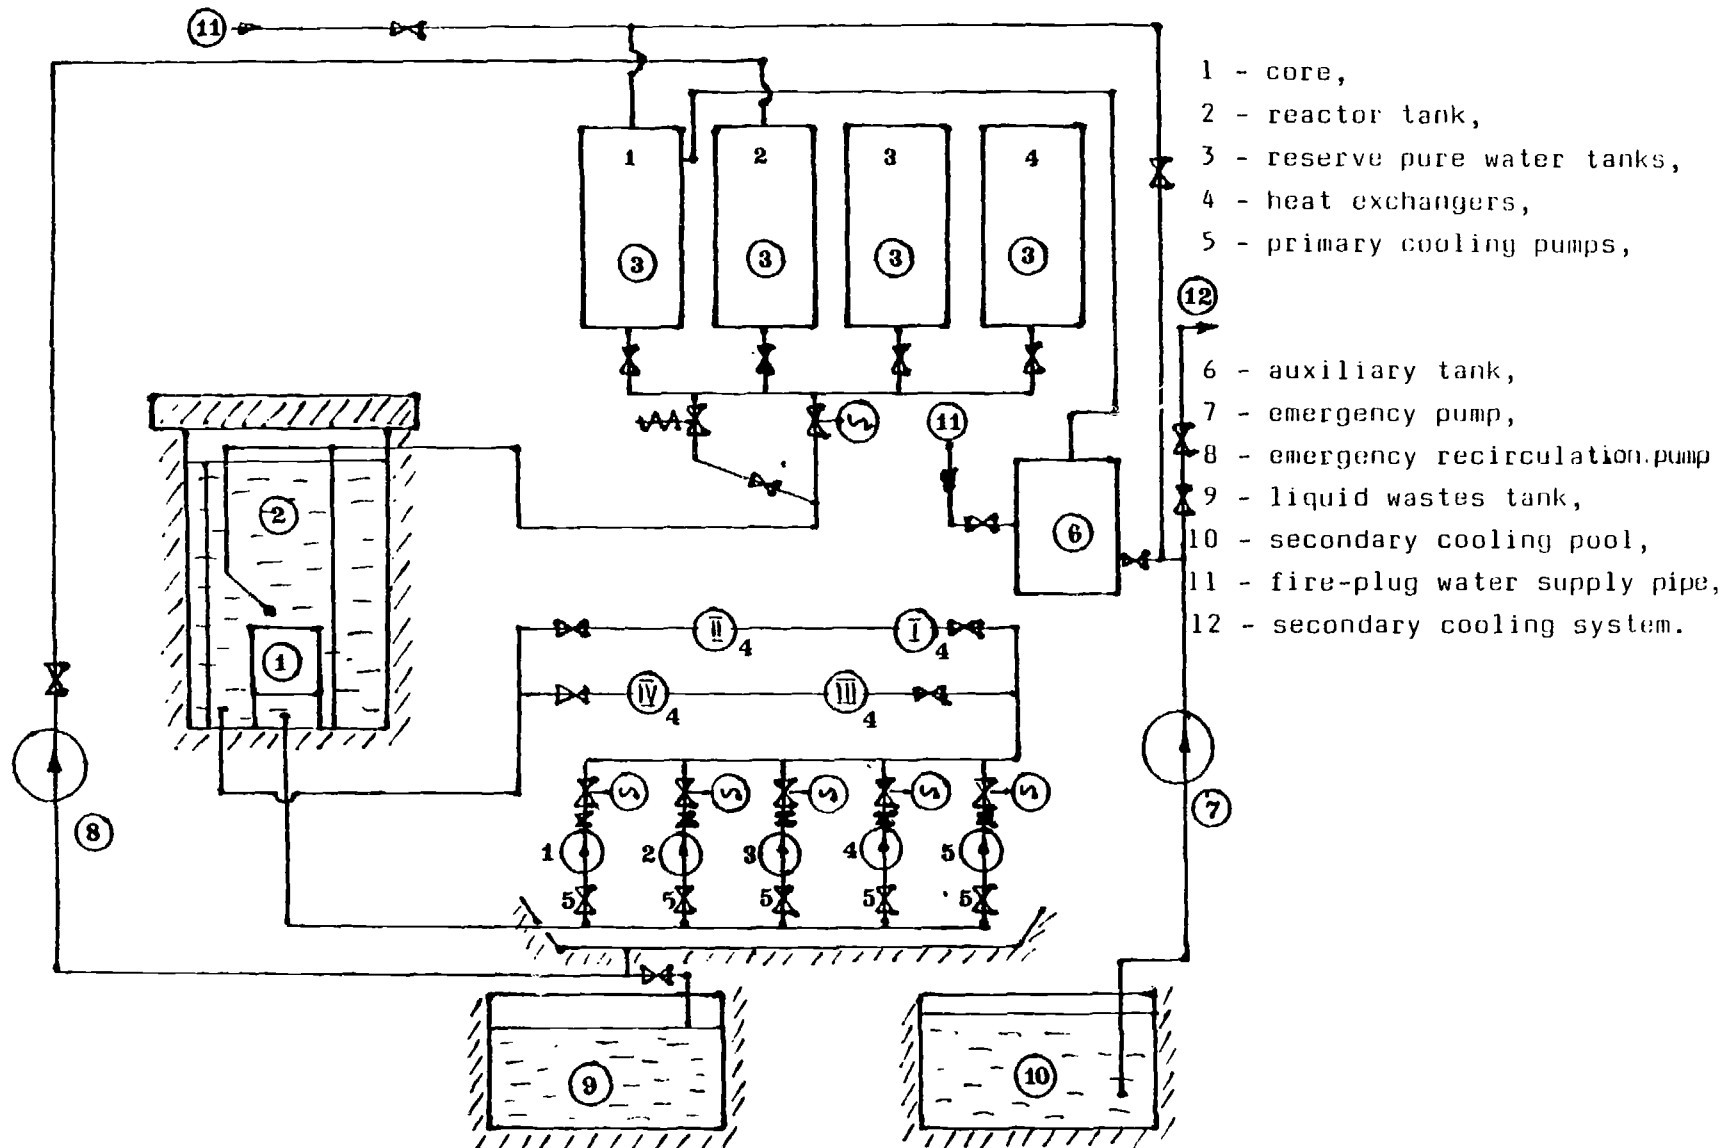 11
1 - core,
2 - reactor tank,
3 - reserve pure water tanks,
4 - heat exchangers,
5 - primary cooling pumps,
1 2 3 4
3 3 3 3
12
6 - auxiliary tank,
7 - emergency pump,
8 - emergency recirculation.pump
9 - liquid wastes tank,
10 - secondary cooling pool,
11 - fire-plug water supply pipe,
12 - secondary cooling system.
11
2
6
II 4 I 4
1
IV 4 III 4
8
7
1 2 3 4 5
5 5 5 5 5
9
10